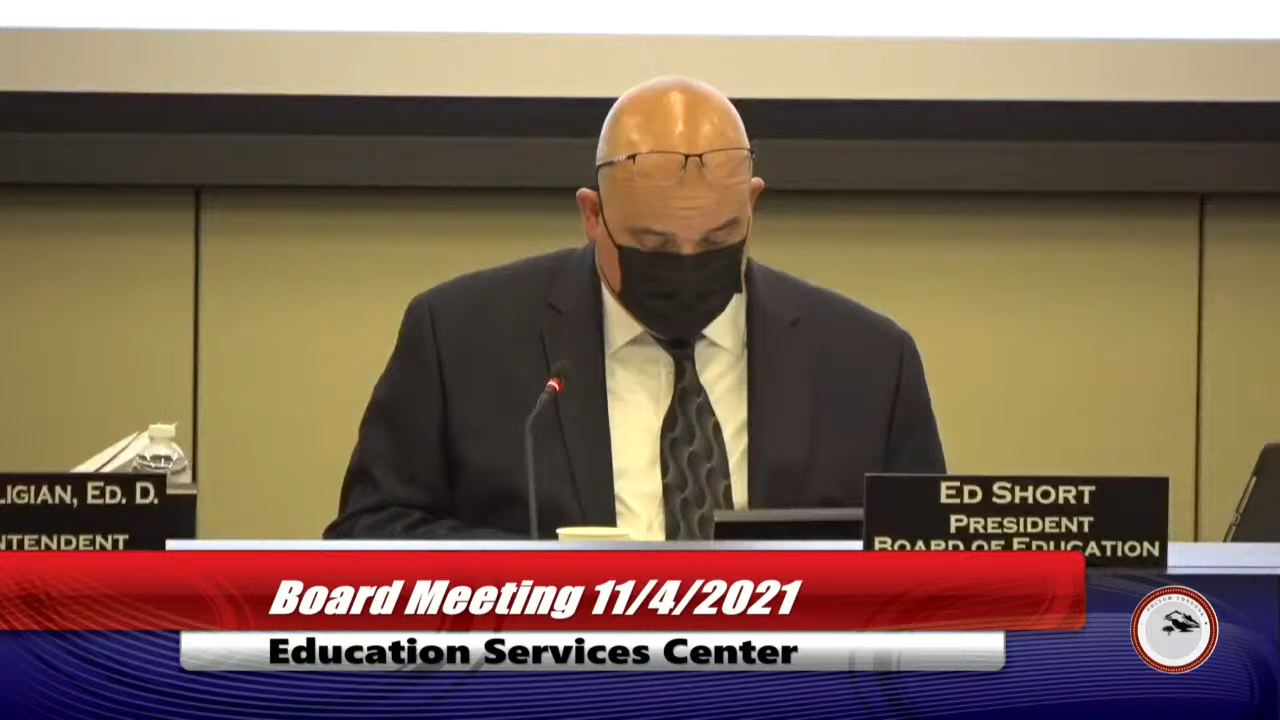 LIGIAN, ED. D.
NTENDENT
ED SHORT
PRESIDENT
BOARD OF EDUCATION
Board Meeting 11/4/2021
Education Services Center